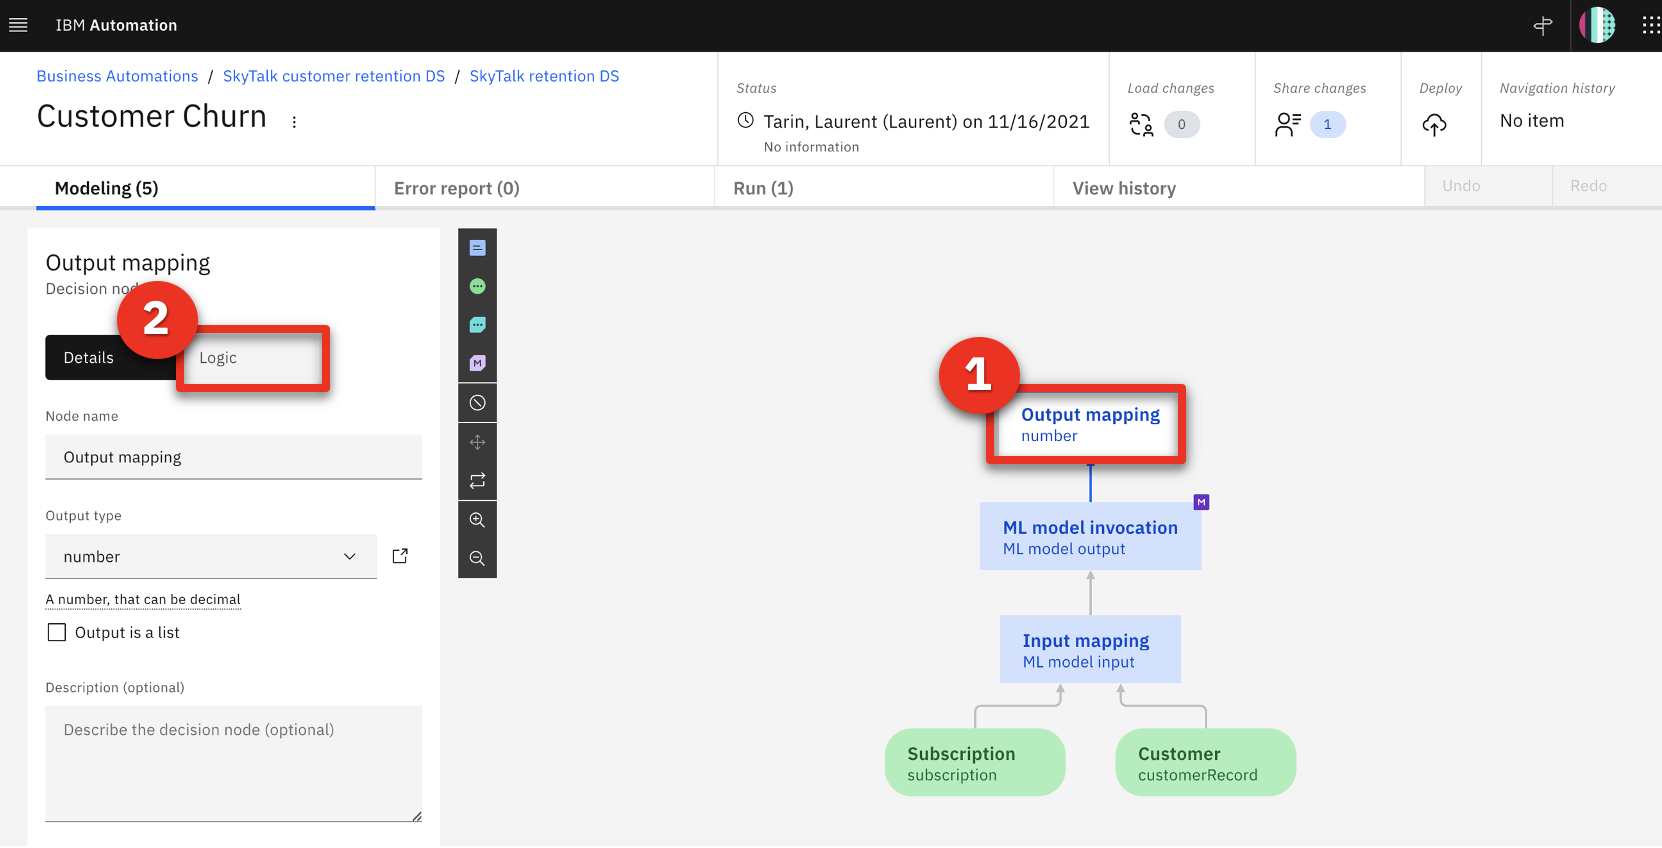 IBM Automation
Business Automations / SkyTalk customer retention DS / SkyTalk retention DS
Customer Churn
Status
Tarin, Laurent (Laurent) on 11/16/2021
No information
Load changes
0
Share changes
1
Deploy
Navigation history
No item
Modeling (5)
Error report (0)
Run (1)
View history
Undo
Redo
Output mapping
Decision nod
2
Details
Logic
Node name
Output mapping
Output type
number
A number, that can be decimal
Output is a list
Description (optional)
Describe the decision node (optional)
M
1
Output mapping
number
M
ML model invocation
ML model output
Input mapping
ML model input
Subscription
subscription
Customer
customerRecord